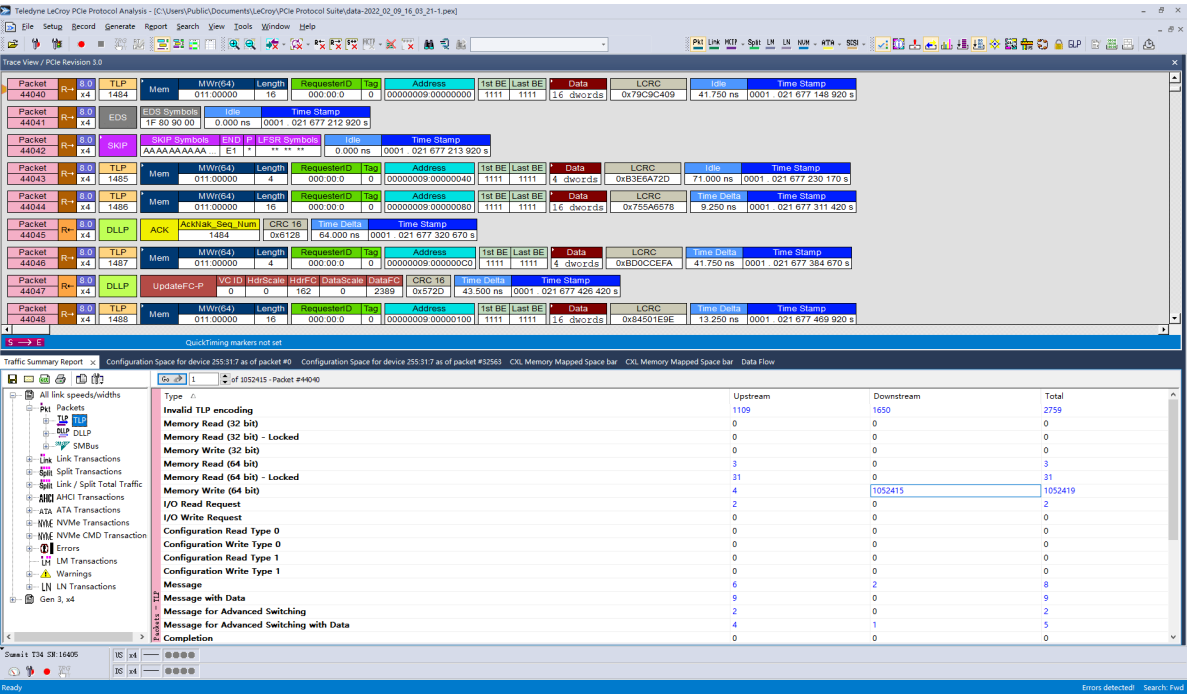 Teledyne LeCroy PCIe Protocol Analysis - [C:\Users\Public\Documents\LeCroy\PCIe Protocol Suite\data-2022_02_09_16_03_21-1.pex]
File Setup Record Generate Report Search View Tools Window Help
Pkt Link MCTP Split LM LN NVM ATA SSSI
Trace View / PCIe Revision 3.0
Packet R→ 8.0 TLP Mem MWr(64) Length RequesterID Tag Address 1st BE Last BE Data LCRC Idle Time Stamp
44040 x4 1484 011:00000 16 000:00:0 0 00000009:00000000 1111 1111 16 dwords 0x79C9C409 41.750 ns 0001 . 021 677 148 920 s
Packet R→ 8.0 EDS EDS Symbols Idle Time Stamp
44041 x4 1F 80 90 00 0.000 ns 0001 . 021 677 212 920 s
Packet R→ 8.0 SKIP SKIP Symbols END P LFSR Symbols Idle Time Stamp
44042 x4 AAAAAAAAAA... E1 * ** ** ** 0.000 ns 0001 . 021 677 213 920 s
Packet R→ 8.0 TLP Mem MWr(64) Length RequesterID Tag Address 1st BE Last BE Data LCRC Idle Time Stamp
44043 x4 1485 011:00000 4 000:00:0 0 00000009:00000040 1111 1111 4 dwords 0xB3E6A72D 71.000 ns 0001 . 021 677 230 170 s
Packet R→ 8.0 TLP Mem MWr(64) Length RequesterID Tag Address 1st BE Last BE Data LCRC Time Delta Time Stamp
44044 x4 1486 011:00000 16 000:00:0 0 00000009:00000080 1111 1111 16 dwords 0x755A6578 9.250 ns 0001 . 021 677 311 420 s
Packet R← 8.0 DLLP ACK AckNak_Seq_Num CRC 16 Time Delta Time Stamp
44045 x4 1484 0x6128 64.000 ns 0001 . 021 677 320 670 s
Packet R→ 8.0 TLP Mem MWr(64) Length RequesterID Tag Address 1st BE Last BE Data LCRC Time Delta Time Stamp
44046 x4 1487 011:00000 4 000:00:0 0 00000009:000000C0 1111 1111 4 dwords 0xBD0CCEFA 41.750 ns 0001 . 021 677 384 670 s
Packet R← 8.0 DLLP UpdateFC-P VC ID HdrScale HdrFC DataScale DataFC CRC 16 Time Delta Time Stamp
44047 x4 0 0 162 0 2389 0x572D 43.500 ns 0001 . 021 677 426 420 s
Packet R→ 8.0 TLP Mem MWr(64) Length RequesterID Tag Address 1st BE Last BE Data LCRC Time Delta Time Stamp
44048 x4 1488 011:00000 16 000:00:0 0 00000009:00000100 1111 1111 16 dwords 0x84501E9E 13.250 ns 0001 . 021 677 469 920 s
S → E QuickTiming markers not set
Traffic Summary Report × Configuration Space for device 255:31:7 as of packet #0 Configuration Space for device 255:31:7 as of packet #32563 CXL Memory Mapped Space bar CXL Memory Mapped Space bar Data Flow
Go 1 of 1052415 - Packet #44040
All link speeds/widths
Pkt Packets
TLP TLP
DLLP DLLP
SMBus
Link Link Transactions
Split Split Transactions
Split Link / Split Total Traffic
AHCI AHCI Transactions
ATA ATA Transactions
NVMe NVMe Transactions
NVMe NVMe CMD Transaction
Errors
LM LM Transactions
Warnings
LN LN Transactions
Gen 3, x4
Packets - TLP
Type Upstream Downstream Total
Invalid TLP encoding 1109 1650 2759
Memory Read (32 bit) 0 0 0
Memory Read (32 bit) - Locked 0 0 0
Memory Write (32 bit) 0 0 0
Memory Read (64 bit) 3 0 3
Memory Read (64 bit) - Locked 31 0 31
Memory Write (64 bit) 4 1052415 1052419
I/O Read Request 2 0 2
I/O Write Request 0 0 0
Configuration Read Type 0 0 0 0
Configuration Write Type 0 0 0 0
Configuration Read Type 1 0 0 0
Configuration Write Type 1 0 0 0
Message 6 2 8
Message with Data 9 0 9
Message for Advanced Switching 2 0 2
Message for Advanced Switching with Data 4 1 5
Completion 0 0 0
Summit T34 SN:16405 US x4
DS x4
Ready Errors detected! Search: Fwd